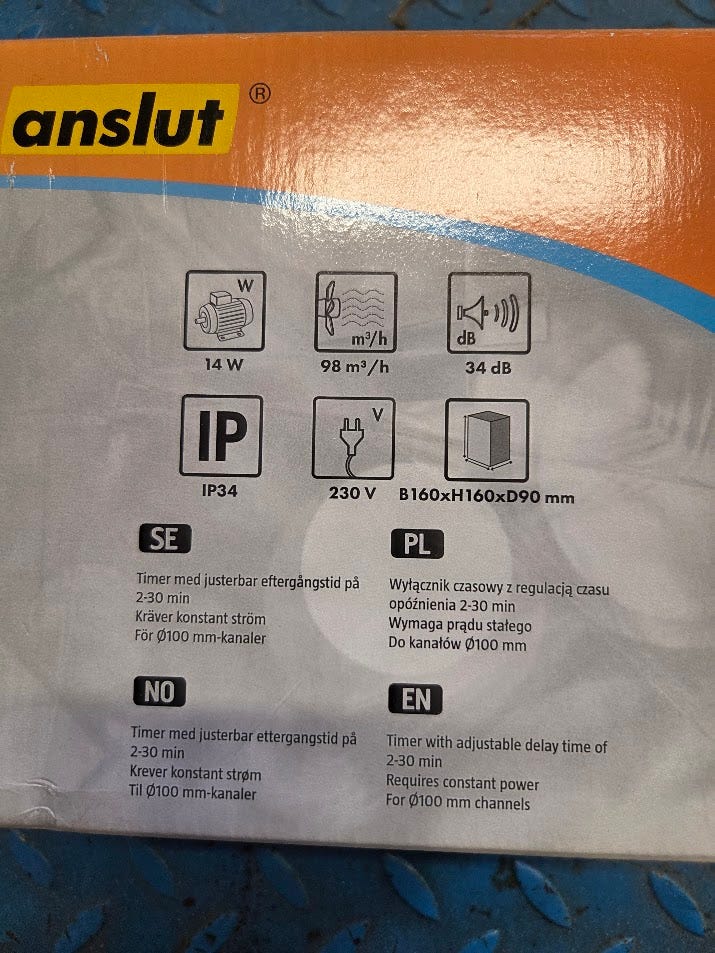 anslut ®
W
m³/h
dB
14 W
98 m³/h
34 dB
IP
V
IP34
230 V
B160xH160xD90 mm
SE
Timer med justerbar eftergångstid på
2-30 min
Kräver konstant ström
För Ø100 mm-kanaler
PL
Wyłącznik czasowy z regulacją czasu
opóźnienia 2-30 min
Wymaga prądu stałego
Do kanałów Ø100 mm
NO
Timer med justerbar ettergangstid på
2-30 min
Krever konstant strøm
Til Ø100 mm-kanaler
EN
Timer with adjustable delay time of
2-30 min
Requires constant power
For Ø100 mm channels